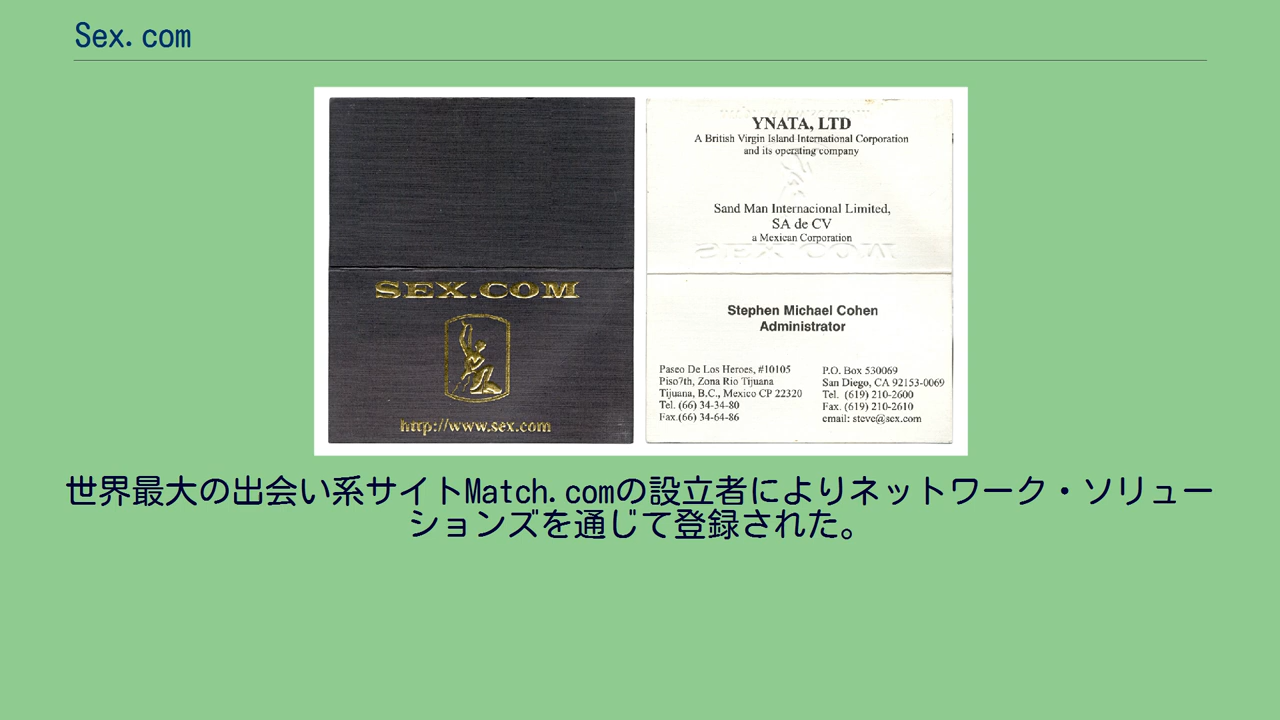 Sex.com
SEX.COM
http://www.sex.com
YNATA, LTD
A British Virgin Island International Corporation
and its operating company
Sand Man Internacional Limited,
SA de CV
a Mexican Corporation
Stephen Michael Cohen
Administrator
Paseo De Los Heroes, #10105
Piso7th, Zona Rio Tijuana
Tijuana, B.C., Mexico CP 22320
Tel. (66) 34-34-80
Fax.(66) 34-64-86
P.O. Box 530069
San Diego, CA 92153-0069
Tel. (619) 210-2600
Fax. (619) 210-2610
email: steve@sex.com
世界最大の出会い系サイトMatch.comの設立者によりネットワーク・ソリュー
ションズを通じて登録された。